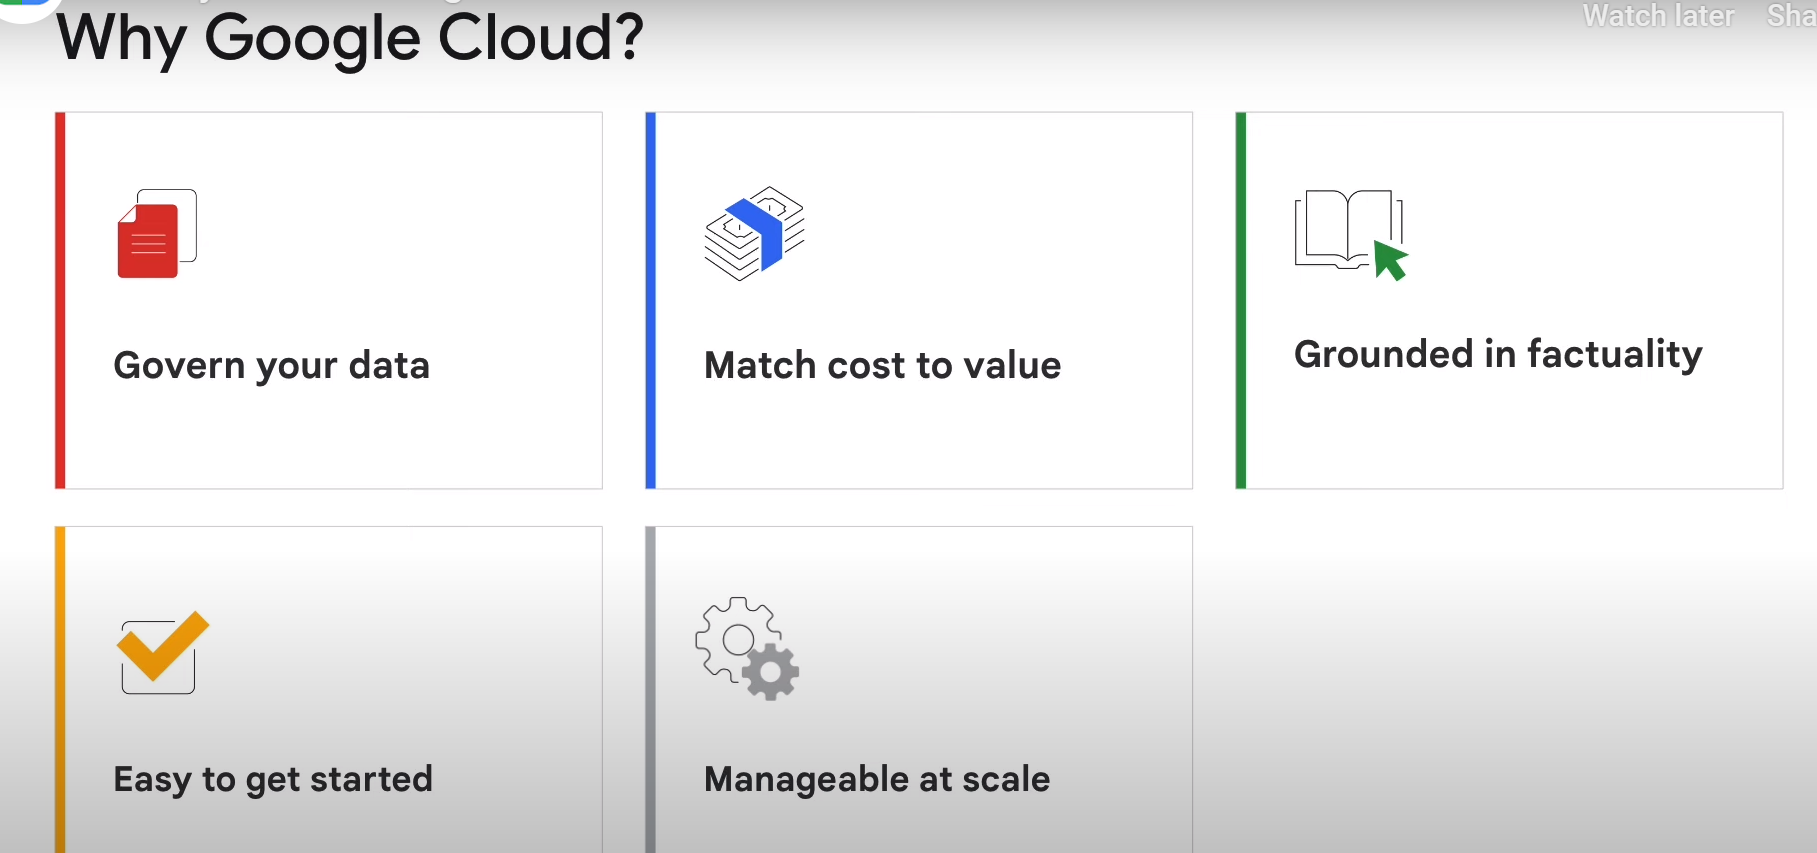 Watch later
Why Google Cloud?
Govern your data
Match cost to value
Grounded in factuality
Easy to get started
Manageable at scale